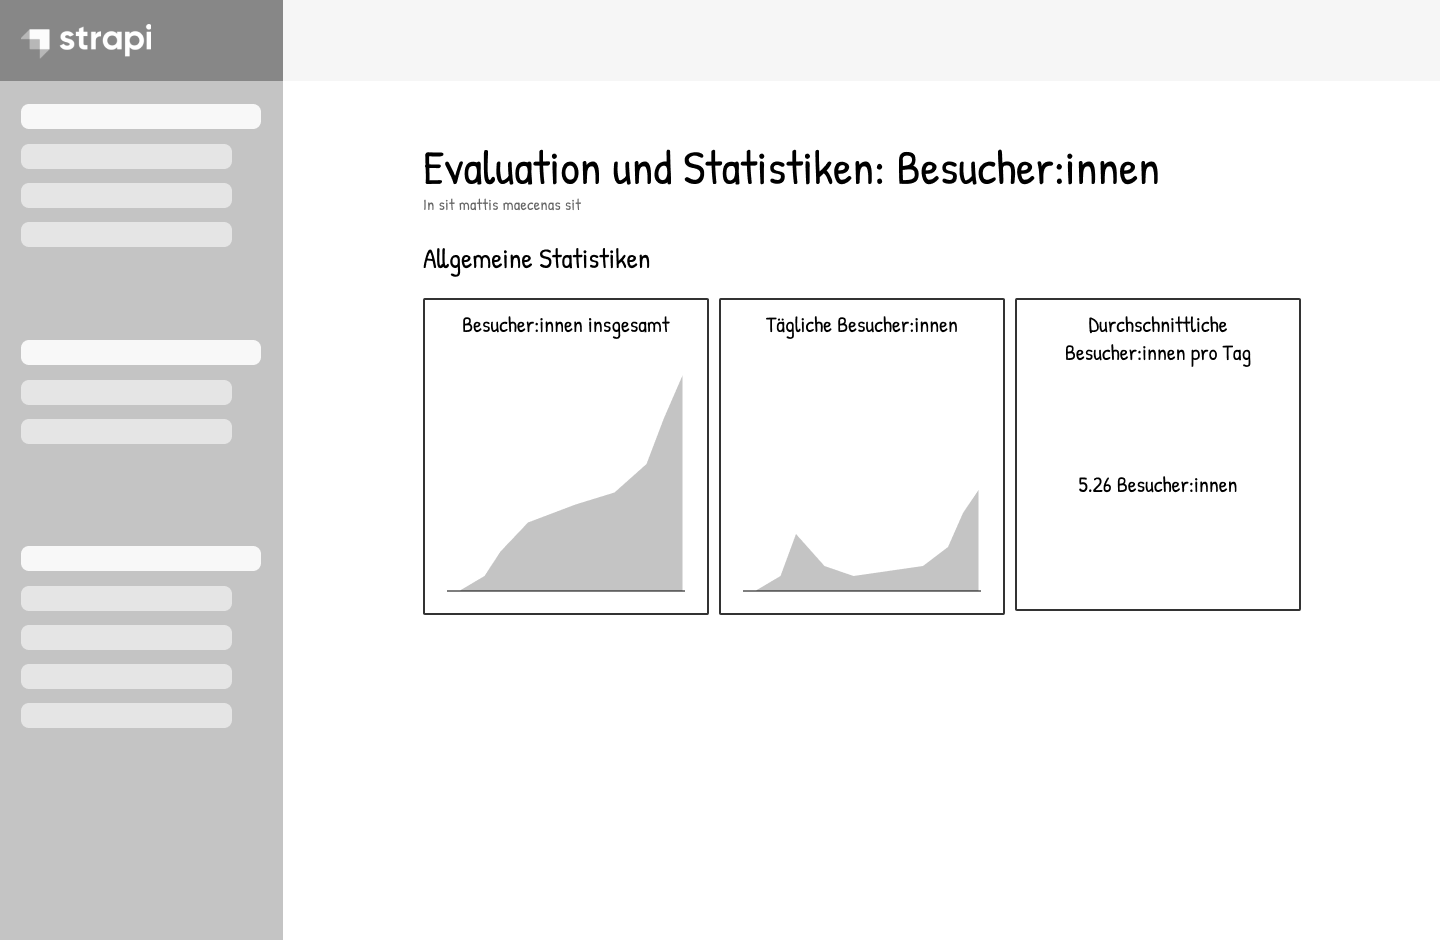 strapi
Evaluation und Statistiken: Besucher:innen
In sit mattis maecenas sit
Allgemeine Statistiken
Besucher:innen insgesamt
Tägliche Besucher:innen
Durchschnittliche
Besucher:innen pro Tag
5.26 Besucher:innen